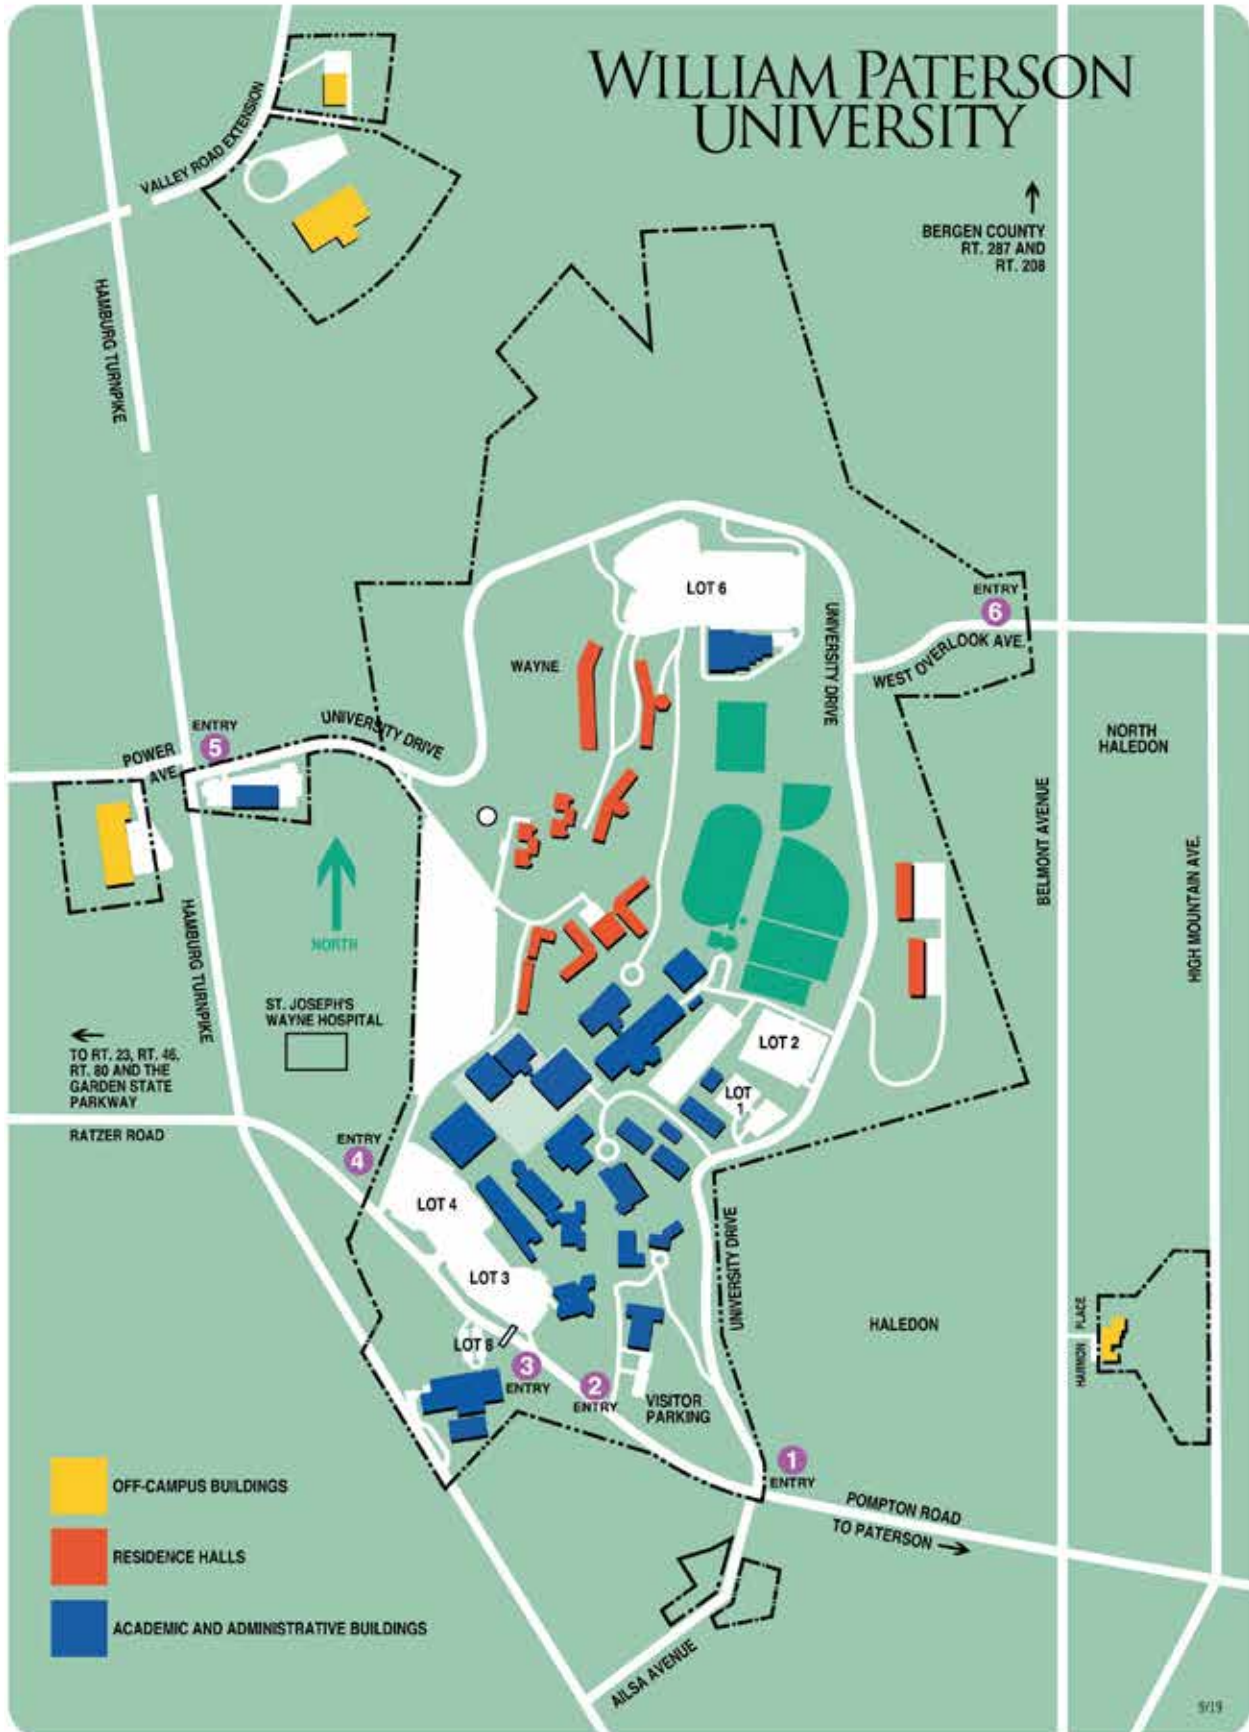 WILLIAM PATERSON
UNIVERSITY
VALLEY ROAD EXTENSION
BERGEN COUNTY
RT. 287 AND
RT. 208
HAMBURG TURNPIKE
LOT 6
ENTRY
6
WEST OVERLOOK AVE.
UNIVERSITY DRIVE
WAYNE
ENTRY
5
UNIVERSITY DRIVE
POWER
AVE.
NORTH
HALEDON
BELMONT AVENUE
HIGH MOUNTAIN AVE.
HAMBURG TURNPIKE
NORTH
ST. JOSEPH'S
WAYNE HOSPITAL
TO RT. 23, RT. 46,
RT. 80 AND THE
GARDEN STATE
PARKWAY
RATZER ROAD
LOT 2
LOT
1
ENTRY
4
LOT 4
UNIVERSITY DRIVE
LOT 3
HALEDON
HARMON PLACE
LOT 8
3
ENTRY
2
ENTRY
VISITOR
PARKING
1
ENTRY
POMPTON ROAD
TO PATERSON
OFF-CAMPUS BUILDINGS
RESIDENCE HALLS
ACADEMIC AND ADMINISTRATIVE BUILDINGS
AILSA AVENUE
9/19